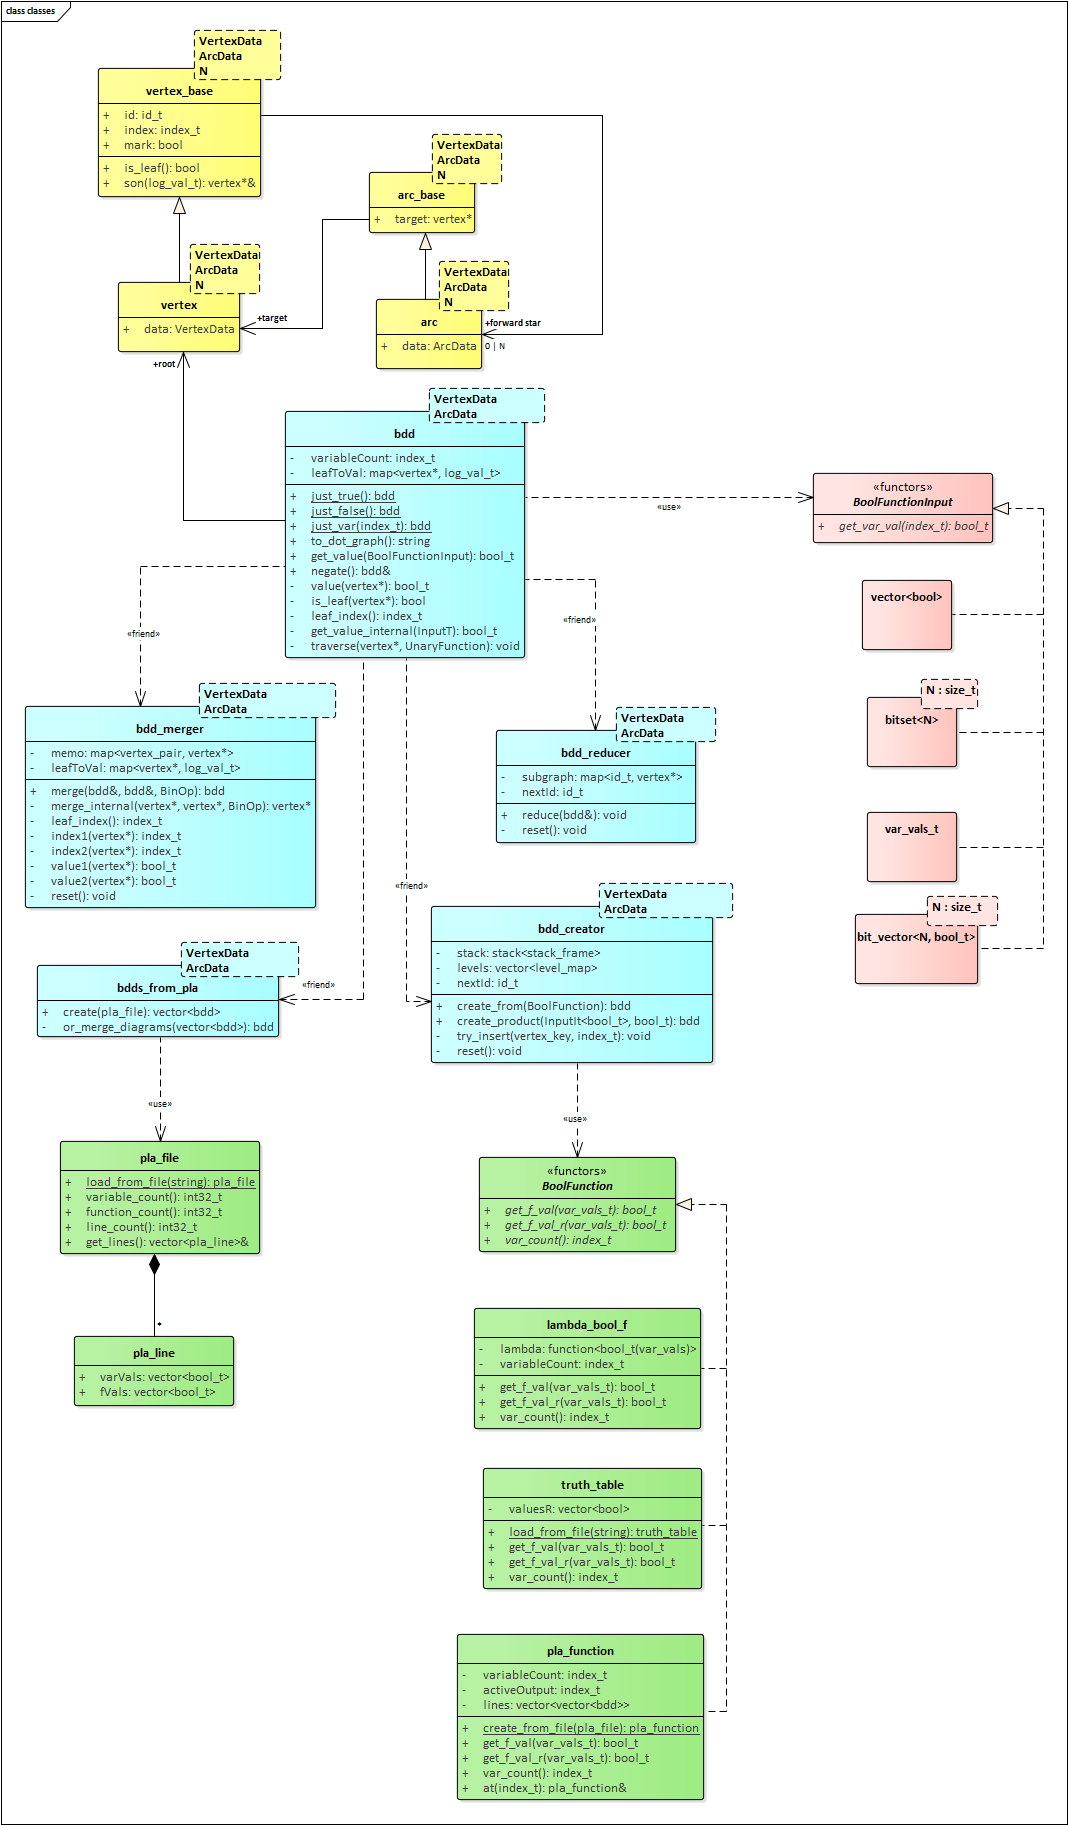 class classes
VertexData
ArcData
N
vertex_base
+ id: id_t
+ index: index_t
+ mark: bool
+ is_leaf(): bool
+ son(log_val_t): vertex*&
VertexData
ArcData
N
arc_base
+ target: vertex*
VertexData
ArcData
N
vertex
+ data: VertexData
+target
VertexData
ArcData
N
arc
+ data: ArcData
+forward star
0 | N
+root
VertexData
ArcData
bdd
- variableCount: index_t
- leafToVal: map<vertex*, log_val_t>
+ just_true(): bdd
+ just_false(): bdd
+ just_var(index_t): bdd
+ to_dot_graph(): string
+ get_value(BoolFunctionInput): bool_t
+ negate(): bdd&
- value(vertex*): bool_t
- is_leaf(vertex*): bool
- leaf_index(): index_t
- get_value_internal(InputT): bool_t
- traverse(vertex*, UnaryFunction): void
«use»
«functors»
BoolFunctionInput
+ get_var_val(index_t): bool_t
vector<bool>
N : size_t
bitset<N>
var_vals_t
N : size_t
bit_vector<N, bool_t>
«friend»
«friend»
VertexData
ArcData
bdd_merger
- memo: map<vertex_pair, vertex*>
- leafToVal: map<vertex*, log_val_t>
+ merge(bdd&, bdd&, BinOp): bdd
- merge_internal(vertex*, vertex*, BinOp): vertex*
- leaf_index(): index_t
- index1(vertex*): index_t
- index2(vertex*): index_t
- value1(vertex*): bool_t
- value2(vertex*): bool_t
- reset(): void
VertexData
ArcData
bdd_reducer
- subgraph: map<id_t, vertex*>
- nextId: id_t
+ reduce(bdd&): void
- reset(): void
«friend»
VertexData
ArcData
bdd_creator
- stack: stack<stack_frame>
- levels: vector<level_map>
- nextId: id_t
+ create_from(BoolFunction): bdd
+ create_product(InputIt<bool_t>, bool_t): bdd
- try_insert(vertex_key, index_t): void
- reset(): void
VertexData
ArcData
bdds_from_pla
+ create(pla_file): vector<bdd>
- or_merge_diagrams(vector<bdd>): bdd
«friend»
«use»
«use»
pla_file
+ load_from_file(string): pla_file
+ variable_count(): int32_t
+ function_count(): int32_t
+ line_count(): int32_t
+ get_lines(): vector<pla_line>&
*
pla_line
+ varVals: vector<bool_t>
+ fVals: vector<bool_t>
«functors»
BoolFunction
+ get_f_val(var_vals_t): bool_t
+ get_f_val_r(var_vals_t): bool_t
+ var_count(): index_t
lambda_bool_f
- lambda: function<bool_t(var_vals)>
- variableCount: index_t
+ get_f_val(var_vals_t): bool_t
+ get_f_val_r(var_vals_t): bool_t
+ var_count(): index_t
truth_table
- valuesR: vector<bool>
+ load_from_file(string): truth_table
+ get_f_val(var_vals_t): bool_t
+ get_f_val_r(var_vals_t): bool_t
+ var_count(): index_t
pla_function
- variableCount: index_t
- activeOutput: index_t
- lines: vector<vector<bdd>>
+ create_from_file(pla_file): pla_function
+ get_f_val(var_vals_t): bool_t
+ get_f_val_r(var_vals_t): bool_t
+ var_count(): index_t
+ at(index_t): pla_function&